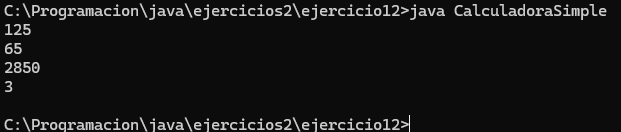 C:\Programacion\java\ejercicios2\ejercicio12>java CalculadoraSimple
125
65
2850
3
C:\Programacion\java\ejercicios2\ejercicio12>